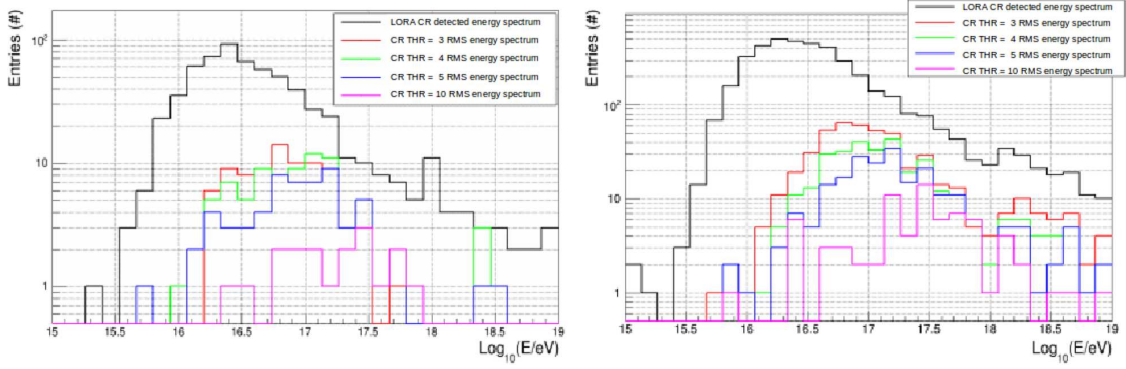 Entries (#)
LORA CR detected energy spectrum
CR THR = 3 RMS energy spectrum
CR THR = 4 RMS energy spectrum
CR THR = 5 RMS energy spectrum
CR THR = 10 RMS energy spectrum
10²
10
1
15 15.5 16 16.5 17 17.5 18 18.5 19
Log₁₀(E/eV)
Entries (#)
LORA CR detected energy spectrum
CR THR = 3 RMS energy spectrum
CR THR = 4 RMS energy spectrum
CR THR = 5 RMS energy spectrum
CR THR = 10 RMS energy spectrum
10²
10
1
15 15.5 16 16.5 17 17.5 18 18.5 19
Log₁₀(E/eV)